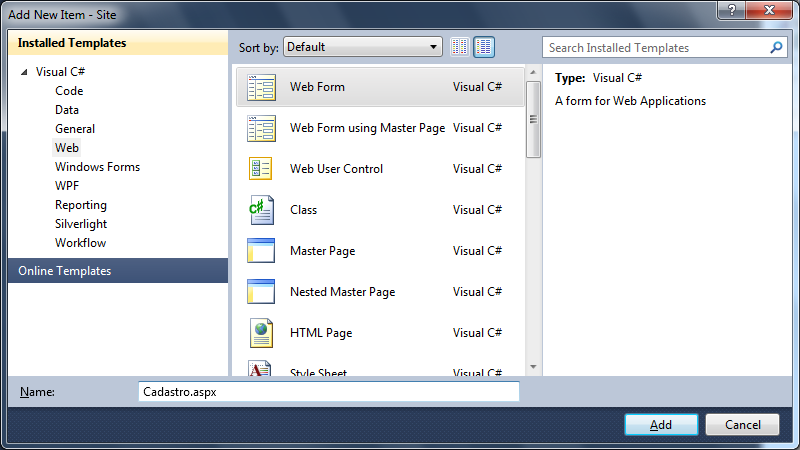 Add New Item - Site
Installed Templates
Visual C#
Code
Data
General
Web
Windows Forms
WPF
Reporting
Silverlight
Workflow
Online Templates
Sort by: Default
Web Form Visual C#
Web Form using Master Page Visual C#
Web User Control Visual C#
C# Class Visual C#
Master Page Visual C#
Nested Master Page Visual C#
HTML Page Visual C#
A Style Sheet Visual C#
Search Installed Templates
Type: Visual C#
A form for Web Applications
Name: Cadastro.aspx
Add Cancel